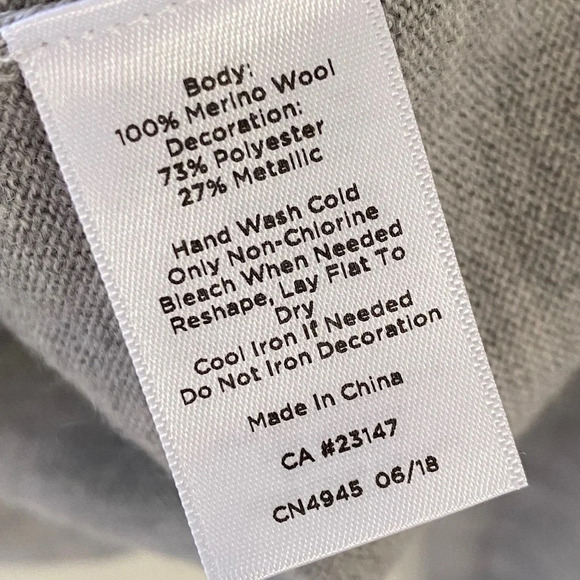 Body:
100% Merino Wool
Decoration:
73% Polyester
27% Metallic
Hand Wash Cold
Only Non-Chlorine
Bleach When Needed
Reshape, Lay Flat To
Dry
Cool Iron If Needed
Do Not Iron Decoration
Made In China
CA #23147
CN4945 06/18